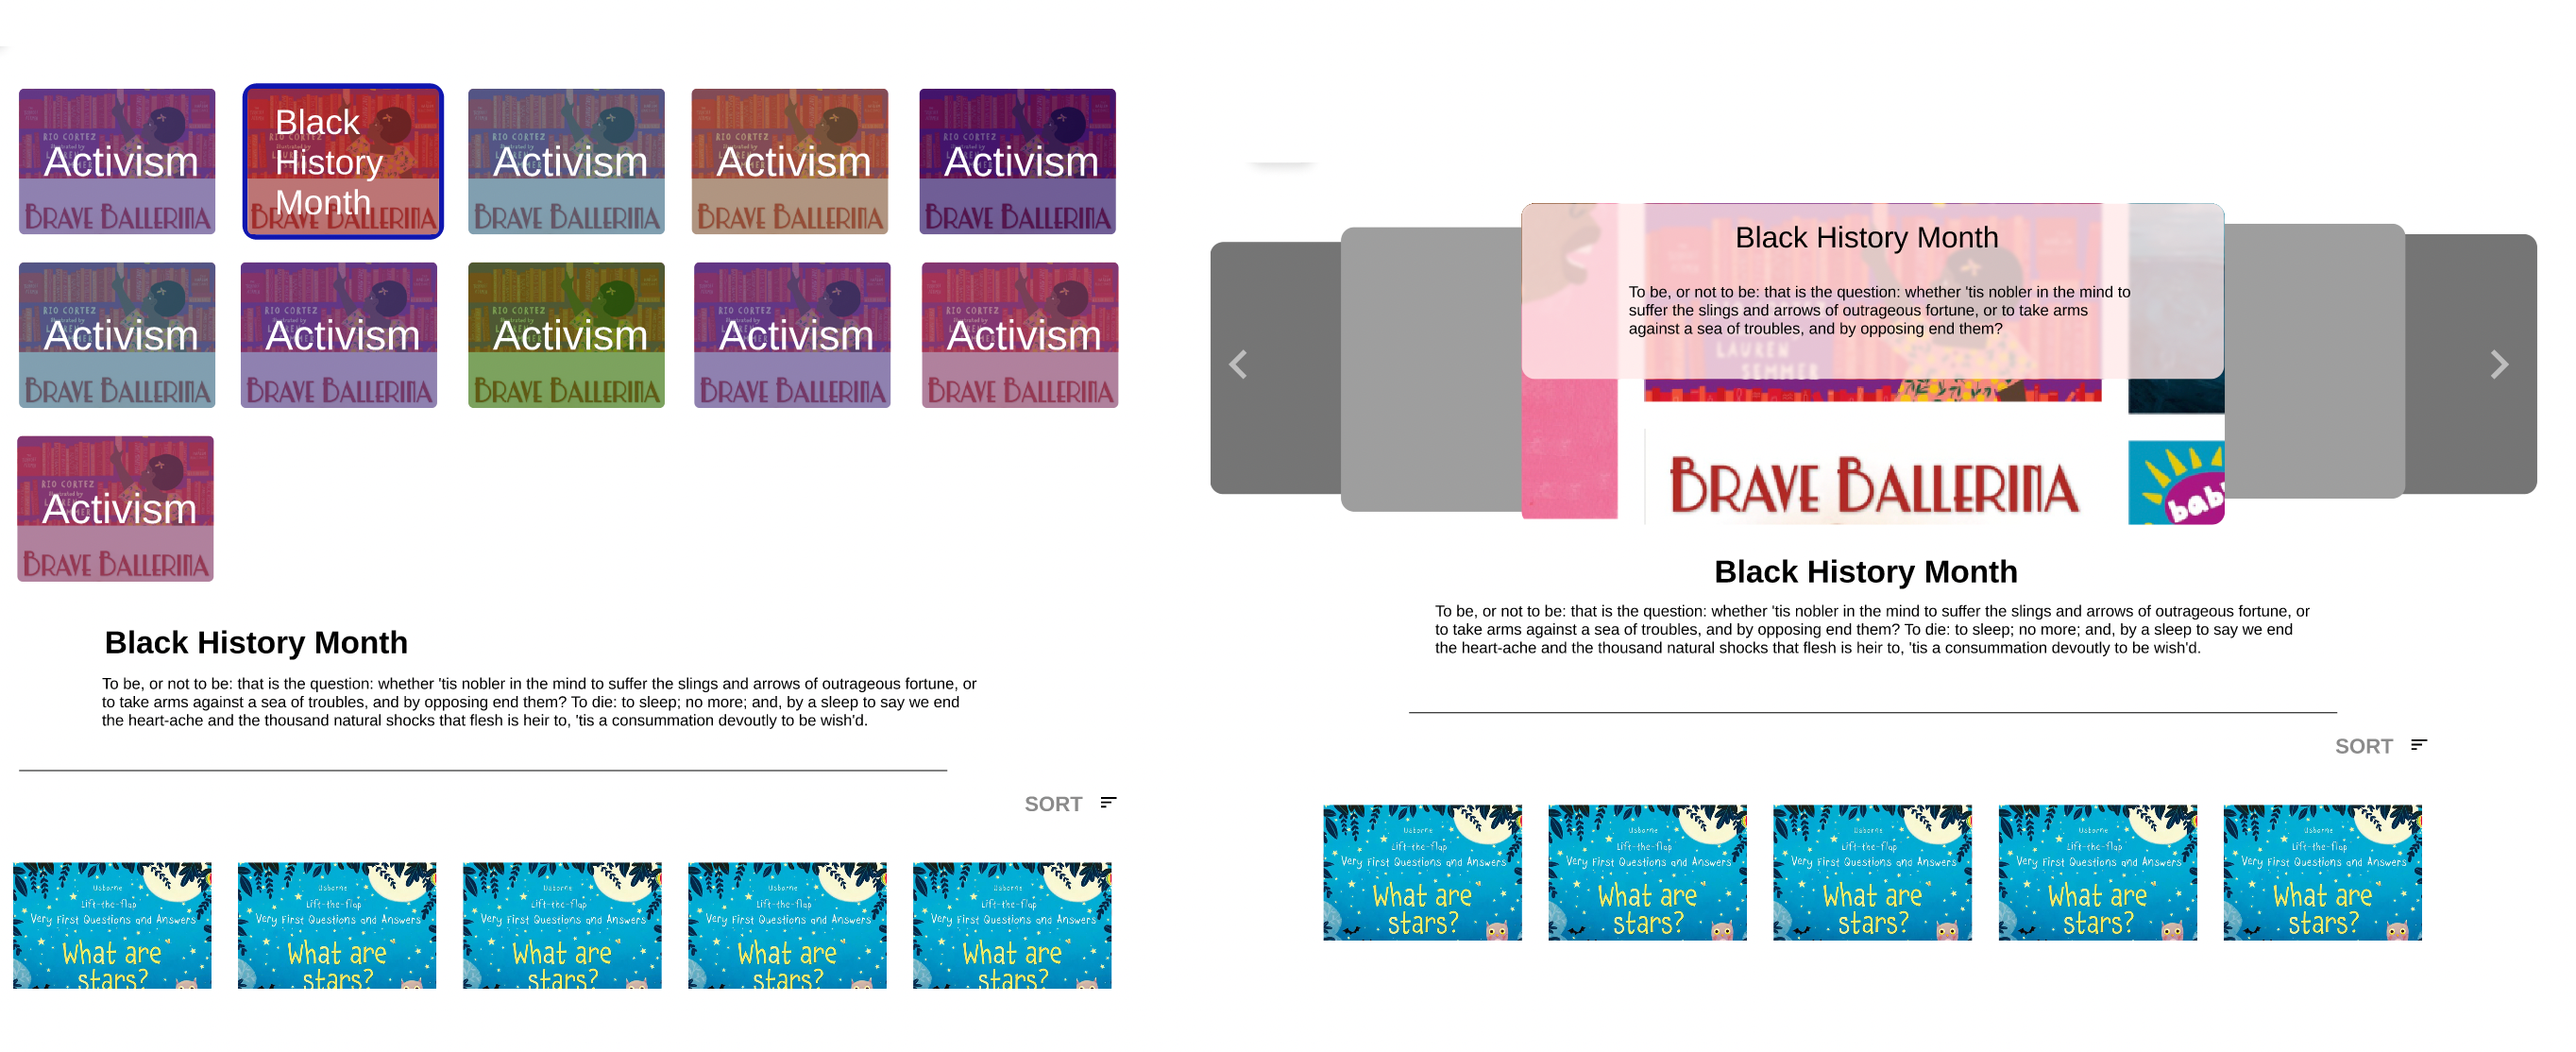 RIO CORTEZ
Activism
BRAVE BALLERINA
RIO CORTEZ
Black
History
Month
BRAVE BALLERINA
RIO CORTEZ
Activism
BRAVE BALLERINA
RIO CORTEZ
Activism
BRAVE BALLERINA
RIO CORTEZ
Activism
BRAVE BALLERINA
RIO CORTEZ
Activism
BRAVE BALLERINA
RIO CORTEZ
Activism
BRAVE BALLERINA
RIO CORTEZ
Activism
BRAVE BALLERINA
RIO CORTEZ
Activism
BRAVE BALLERINA
RIO CORTEZ
Activism
BRAVE BALLERINA
RIO CORTEZ
Activism
BRAVE BALLERINA
Black History Month
To be, or not to be: that is the question: whether 'tis nobler in the mind to suffer the slings and arrows of outrageous fortune, or
to take arms against a sea of troubles, and by opposing end them? To die: to sleep; no more; and, by a sleep to say we end
the heart-ache and the thousand natural shocks that flesh is heir to, 'tis a consummation devoutly to be wish'd.
SORT
Usborne
Lift-the-flap
Very First Questions and Answers
What are
stars?
Usborne
Lift-the-flap
Very First Questions and Answers
What are
stars?
Usborne
Lift-the-flap
Very First Questions and Answers
What are
stars?
Usborne
Lift-the-flap
Very First Questions and Answers
What are
stars?
Usborne
Lift-the-flap
Very First Questions and Answers
What are
stars?
Black History Month
To be, or not to be: that is the question: whether 'tis nobler in the mind to
suffer the slings and arrows of outrageous fortune, or to take arms
against a sea of troubles, and by opposing end them?
LAUREN
SEMMER
BRAVE BALLERINA
bab
Black History Month
To be, or not to be: that is the question: whether 'tis nobler in the mind to suffer the slings and arrows of outrageous fortune, or
to take arms against a sea of troubles, and by opposing end them? To die: to sleep; no more; and, by a sleep to say we end
the heart-ache and the thousand natural shocks that flesh is heir to, 'tis a consummation devoutly to be wish'd.
SORT
Usborne
Lift-the-flap
Very First Questions and Answers
What are
stars?
Usborne
Lift-the-flap
Very First Questions and Answers
What are
stars?
Usborne
Lift-the-flap
Very First Questions and Answers
What are
stars?
Usborne
Lift-the-flap
Very First Questions and Answers
What are
stars?
Usborne
Lift-the-flap
Very First Questions and Answers
What are
stars?